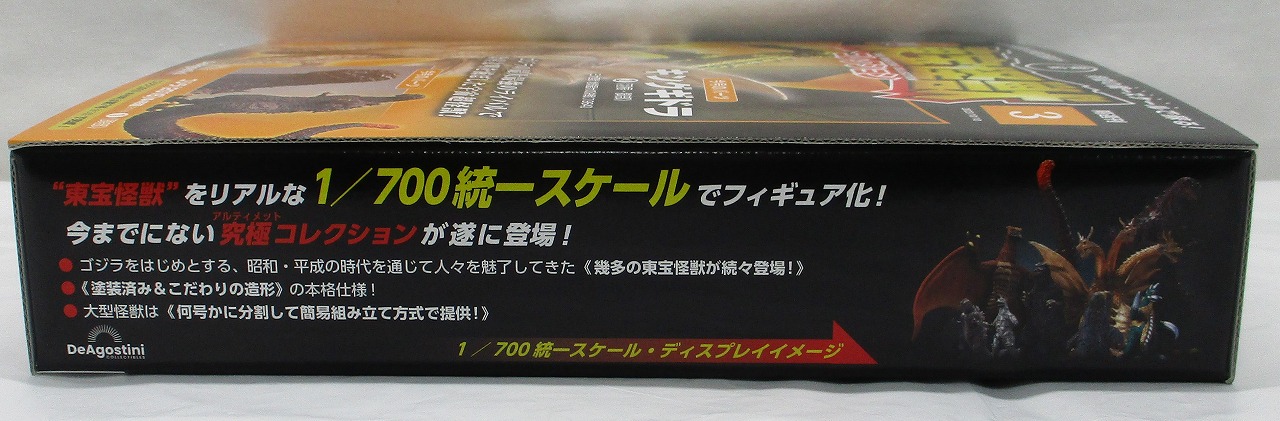 キングギドラ
3
“東宝怪獣”をリアルな1／700統一スケールでフィギュア化！
アルティメット
今までにない究極コレクションが遂に登場！
● ゴジラをはじめとする、昭和・平成の時代を通じて人々を魅了してきた《幾多の東宝怪獣が続々登場！》
● 《塗装済み＆こだわりの造形》の本格仕様！
● 大型怪獣は《何号かに分割して簡易組み立て方式で提供！》
DeAgostini
COLLECTIBLES
1／700統一スケール・ディスプレイイメージ